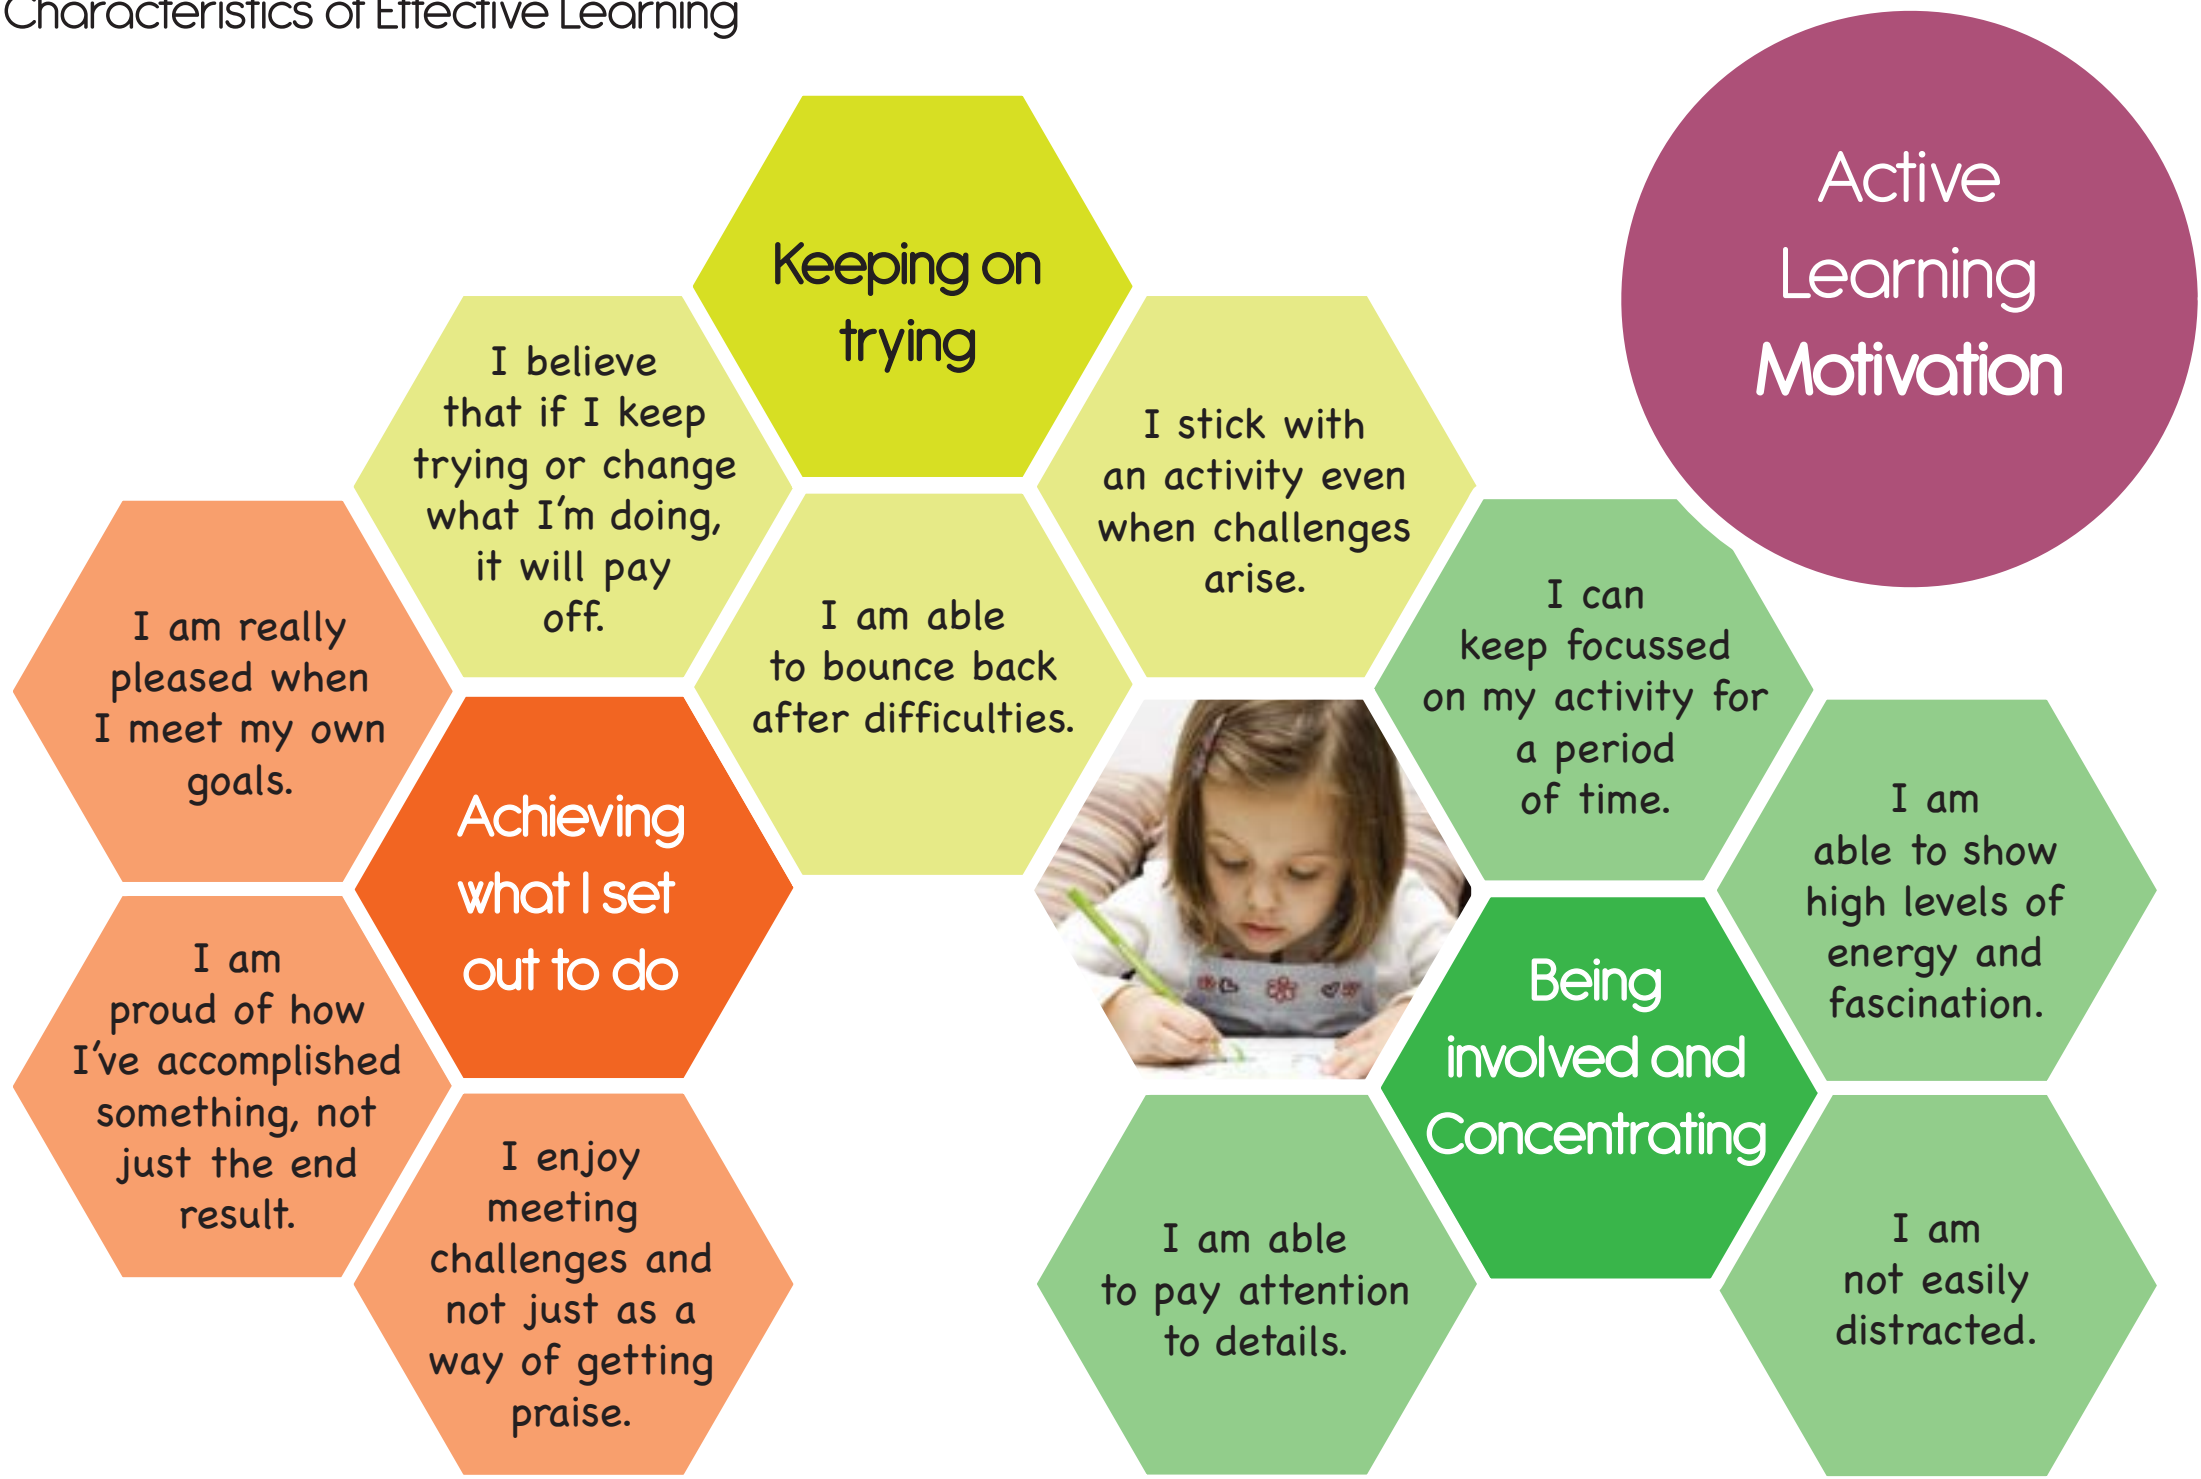 Characteristics of Effective Learning
Active
Learning
Motivation
Keeping on
trying
I believe
that if I keep
trying or change
what I'm doing,
it will pay
off.
I am able
to bounce back
after difficulties.
I stick with
an activity even
when challenges
arise.
Achieving
what I set
out to do
I am really
pleased when
I meet my own
goals.
I am
proud of how
I've accomplished
something, not
just the end
result.
I enjoy
meeting
challenges and
not just as a
way of getting
praise.
Being
involved and
Concentrating
I can
keep focussed
on my activity for
a period
of time.
I am
able to show
high levels of
energy and
fascination.
I am able
to pay attention
to details.
I am
not easily
distracted.